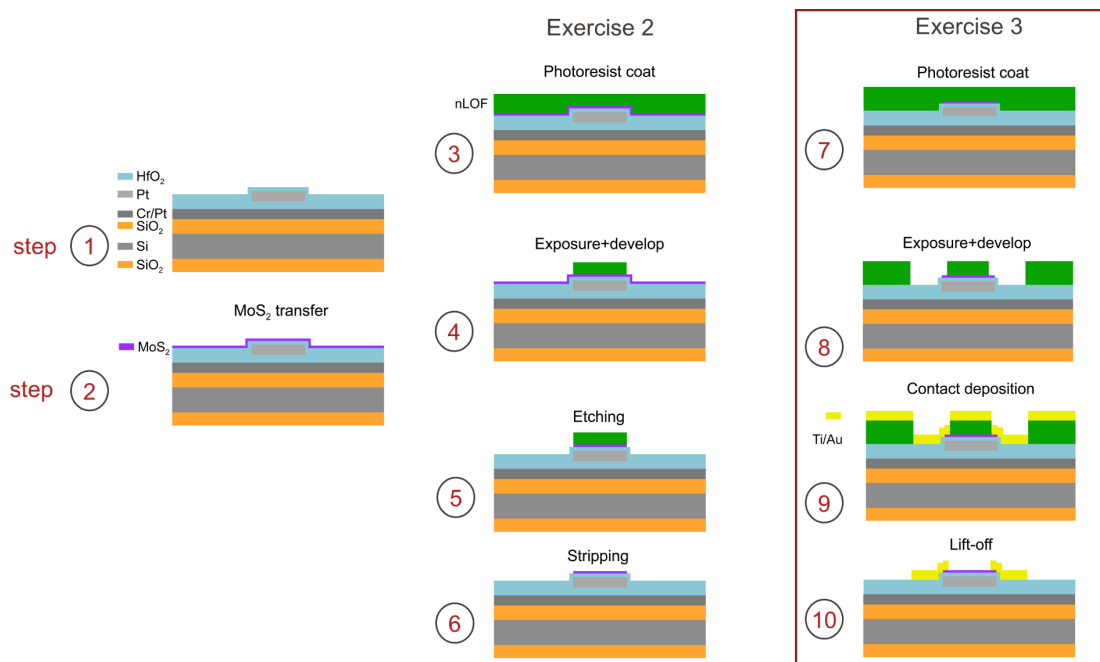 HfO₂
Pt
Cr/Pt
SiO₂
step 1
Si
SiO₂
MoS₂ transfer
MoS₂
step 2
Exercise 2
Photoresist coat
nLOF
3
Exposure+develop
4
Etching
5
Stripping
6
Exercise 3
Photoresist coat
7
Exposure+develop
8
Contact deposition
Ti/Au
9
Lift-off
10